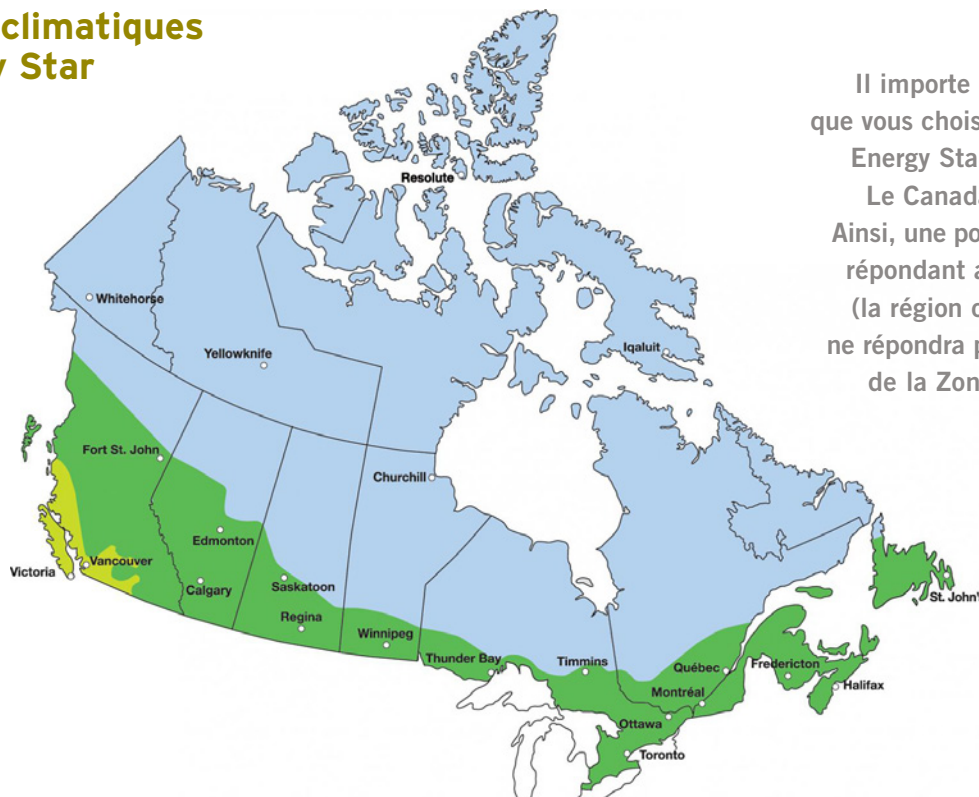 climatiques
Star
Il importe
que vous chois
Energy Sta
Le Canad
Ainsi, une po
répondant a
(la région
ne répondra p
de la Zon
Resolute
Whitehorse
Yellowknife
Iqaluit
Fort St. John
Churchill
Edmonton
Vancouver
Victoria
Calgary
Saskatoon
Regina
Winnipeg
Thunder Bay
Timmins
Québec
Fredericton
St. John'
Montréal
Halifax
Ottawa
Toronto